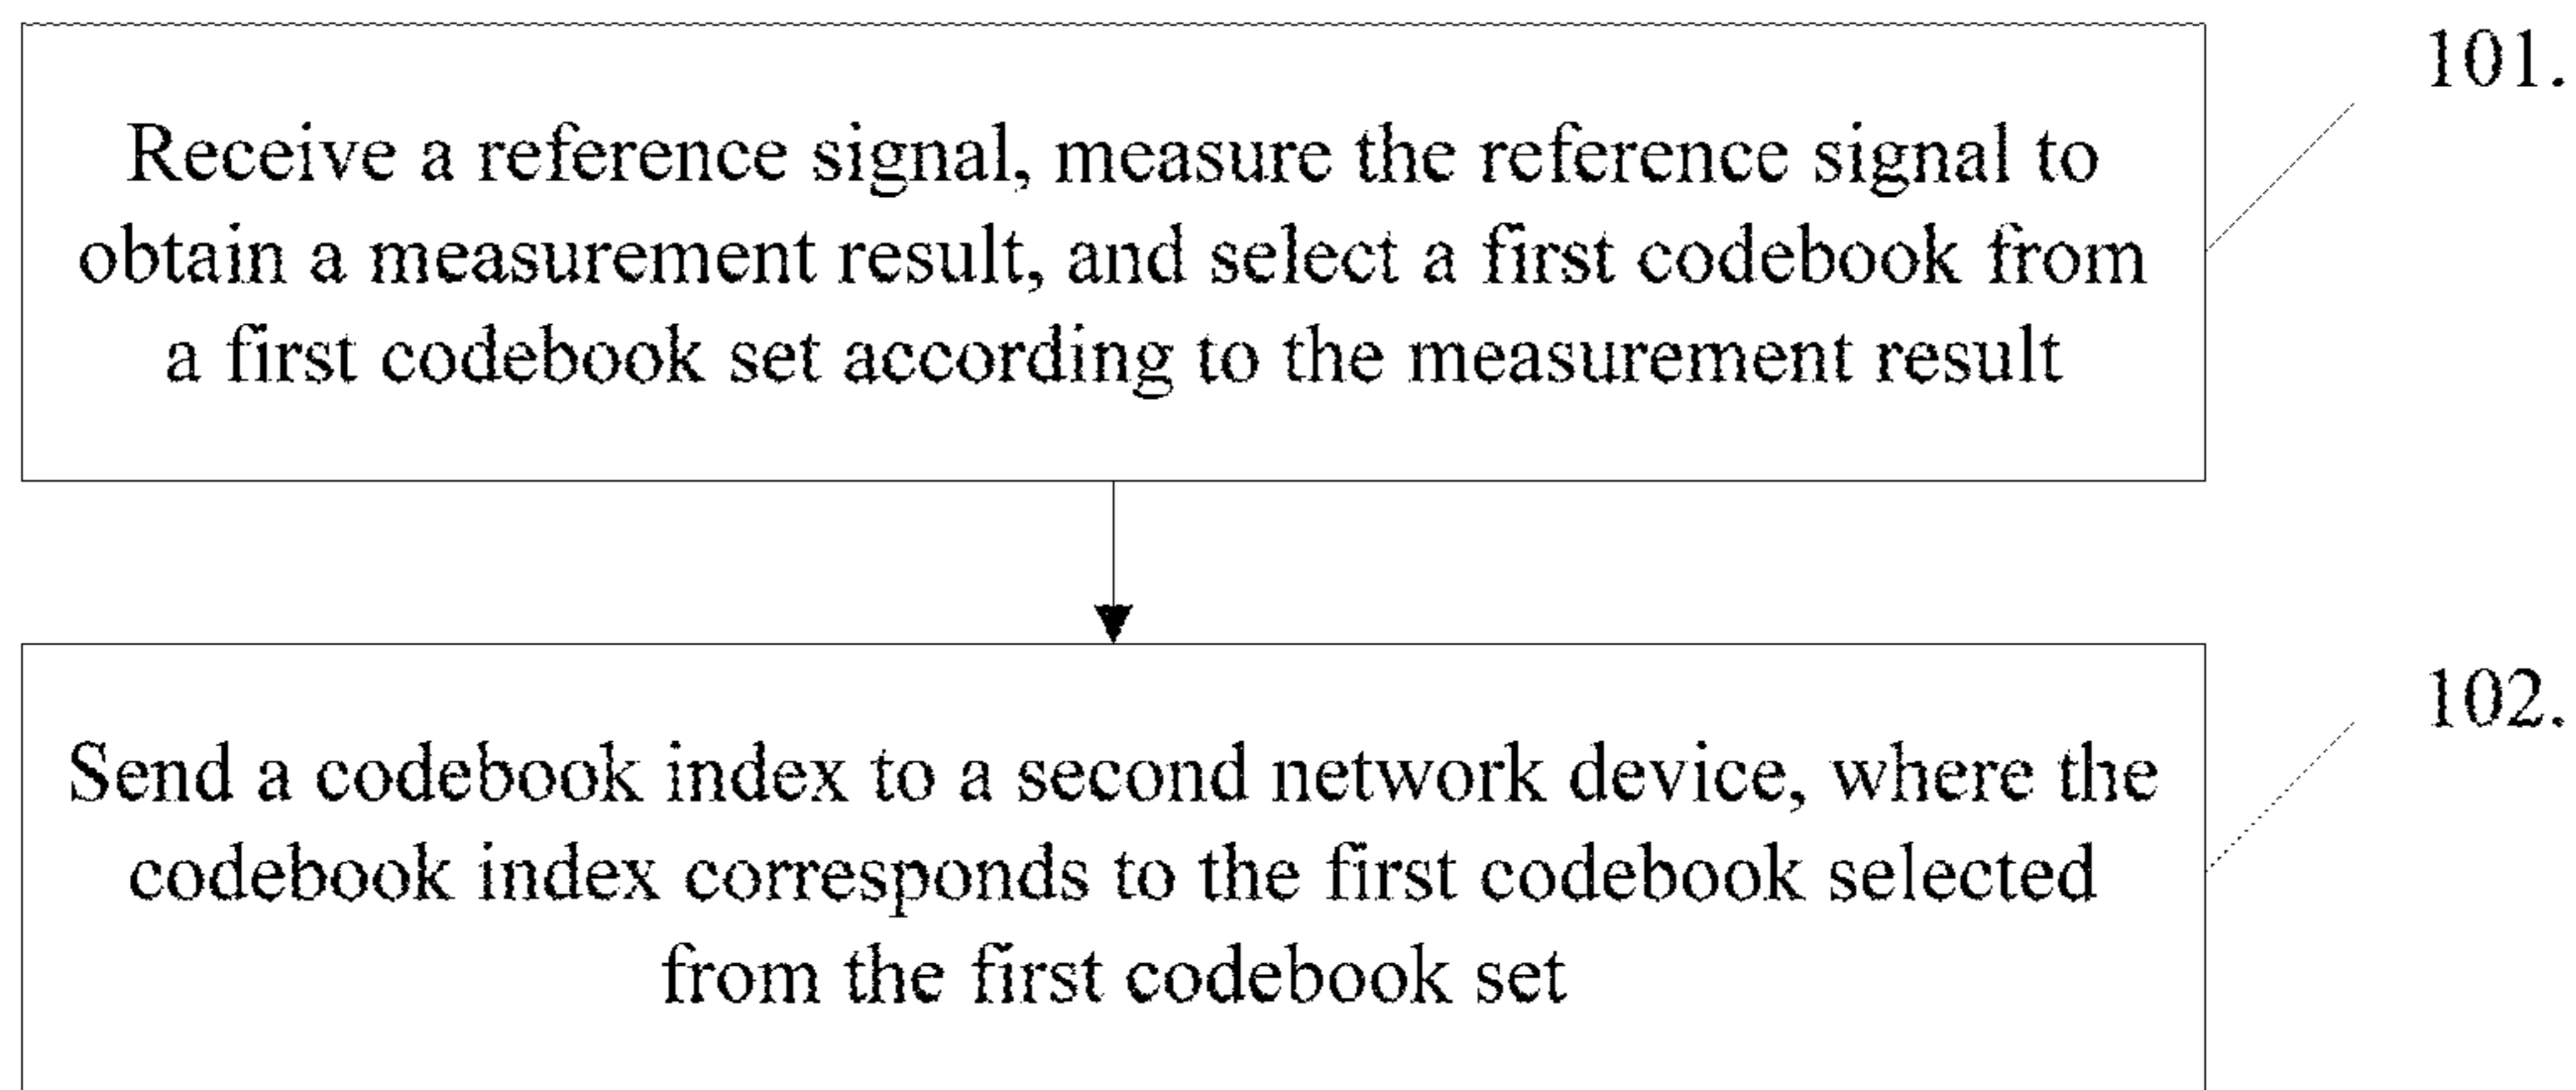 101.
Receive a reference signal, measure the reference signal to
obtain a measurement result, and select a first codebook from
a first codebook set according to the measurement result
102.
Send a codebook index to a second network device, where the
codebook index corresponds to the first codebook selected
from the first codebook set